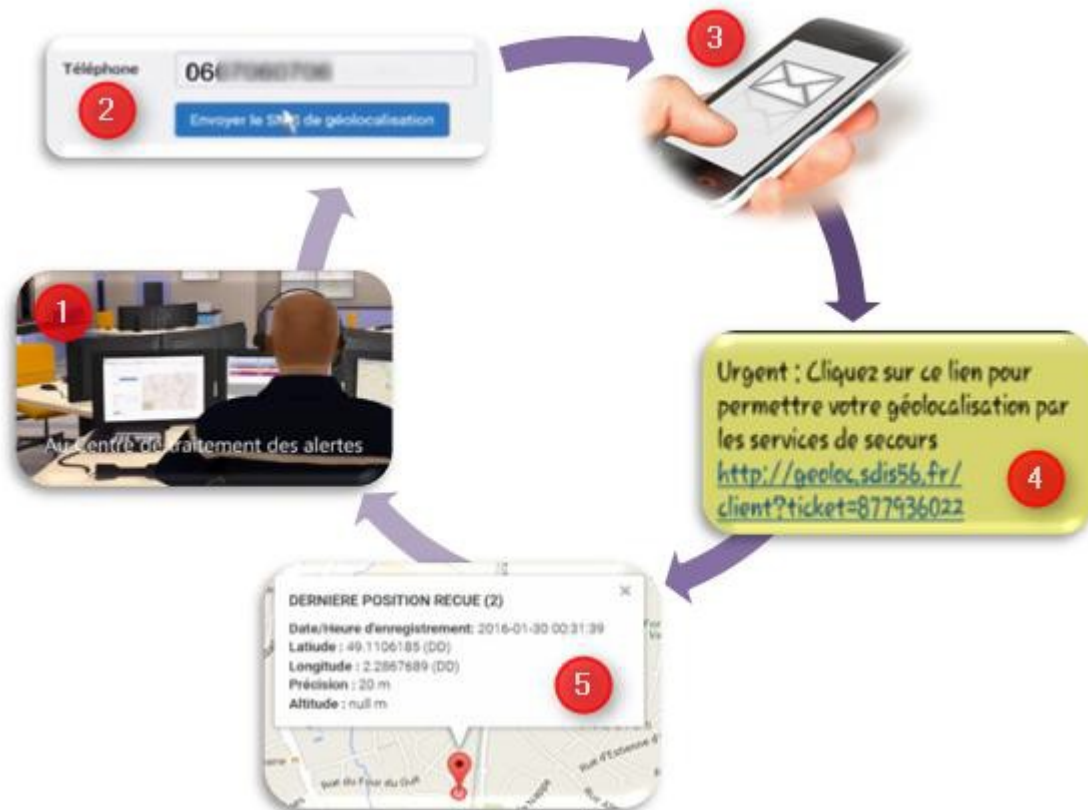 1
Au Centre de traitement des alertes
2
Téléphone
06
Envoyer le SMS de géolocalisation
3
4
Urgent : Cliquez sur ce lien pour
permettre votre géolocalisation par
les services de secours
http://geoloc.sdis56.fr/
client?ticket=877936022
5
DERNIERE POSITION RECUE (2)
×
Date/Heure d'enregistrement: 2016-01-30 00:31:39
Latiude : 49.1106185 (DD)
Longitude : 2.2867689 (DD)
Précision : 20 m
Altitude : null m
Rue d'Estienne d'